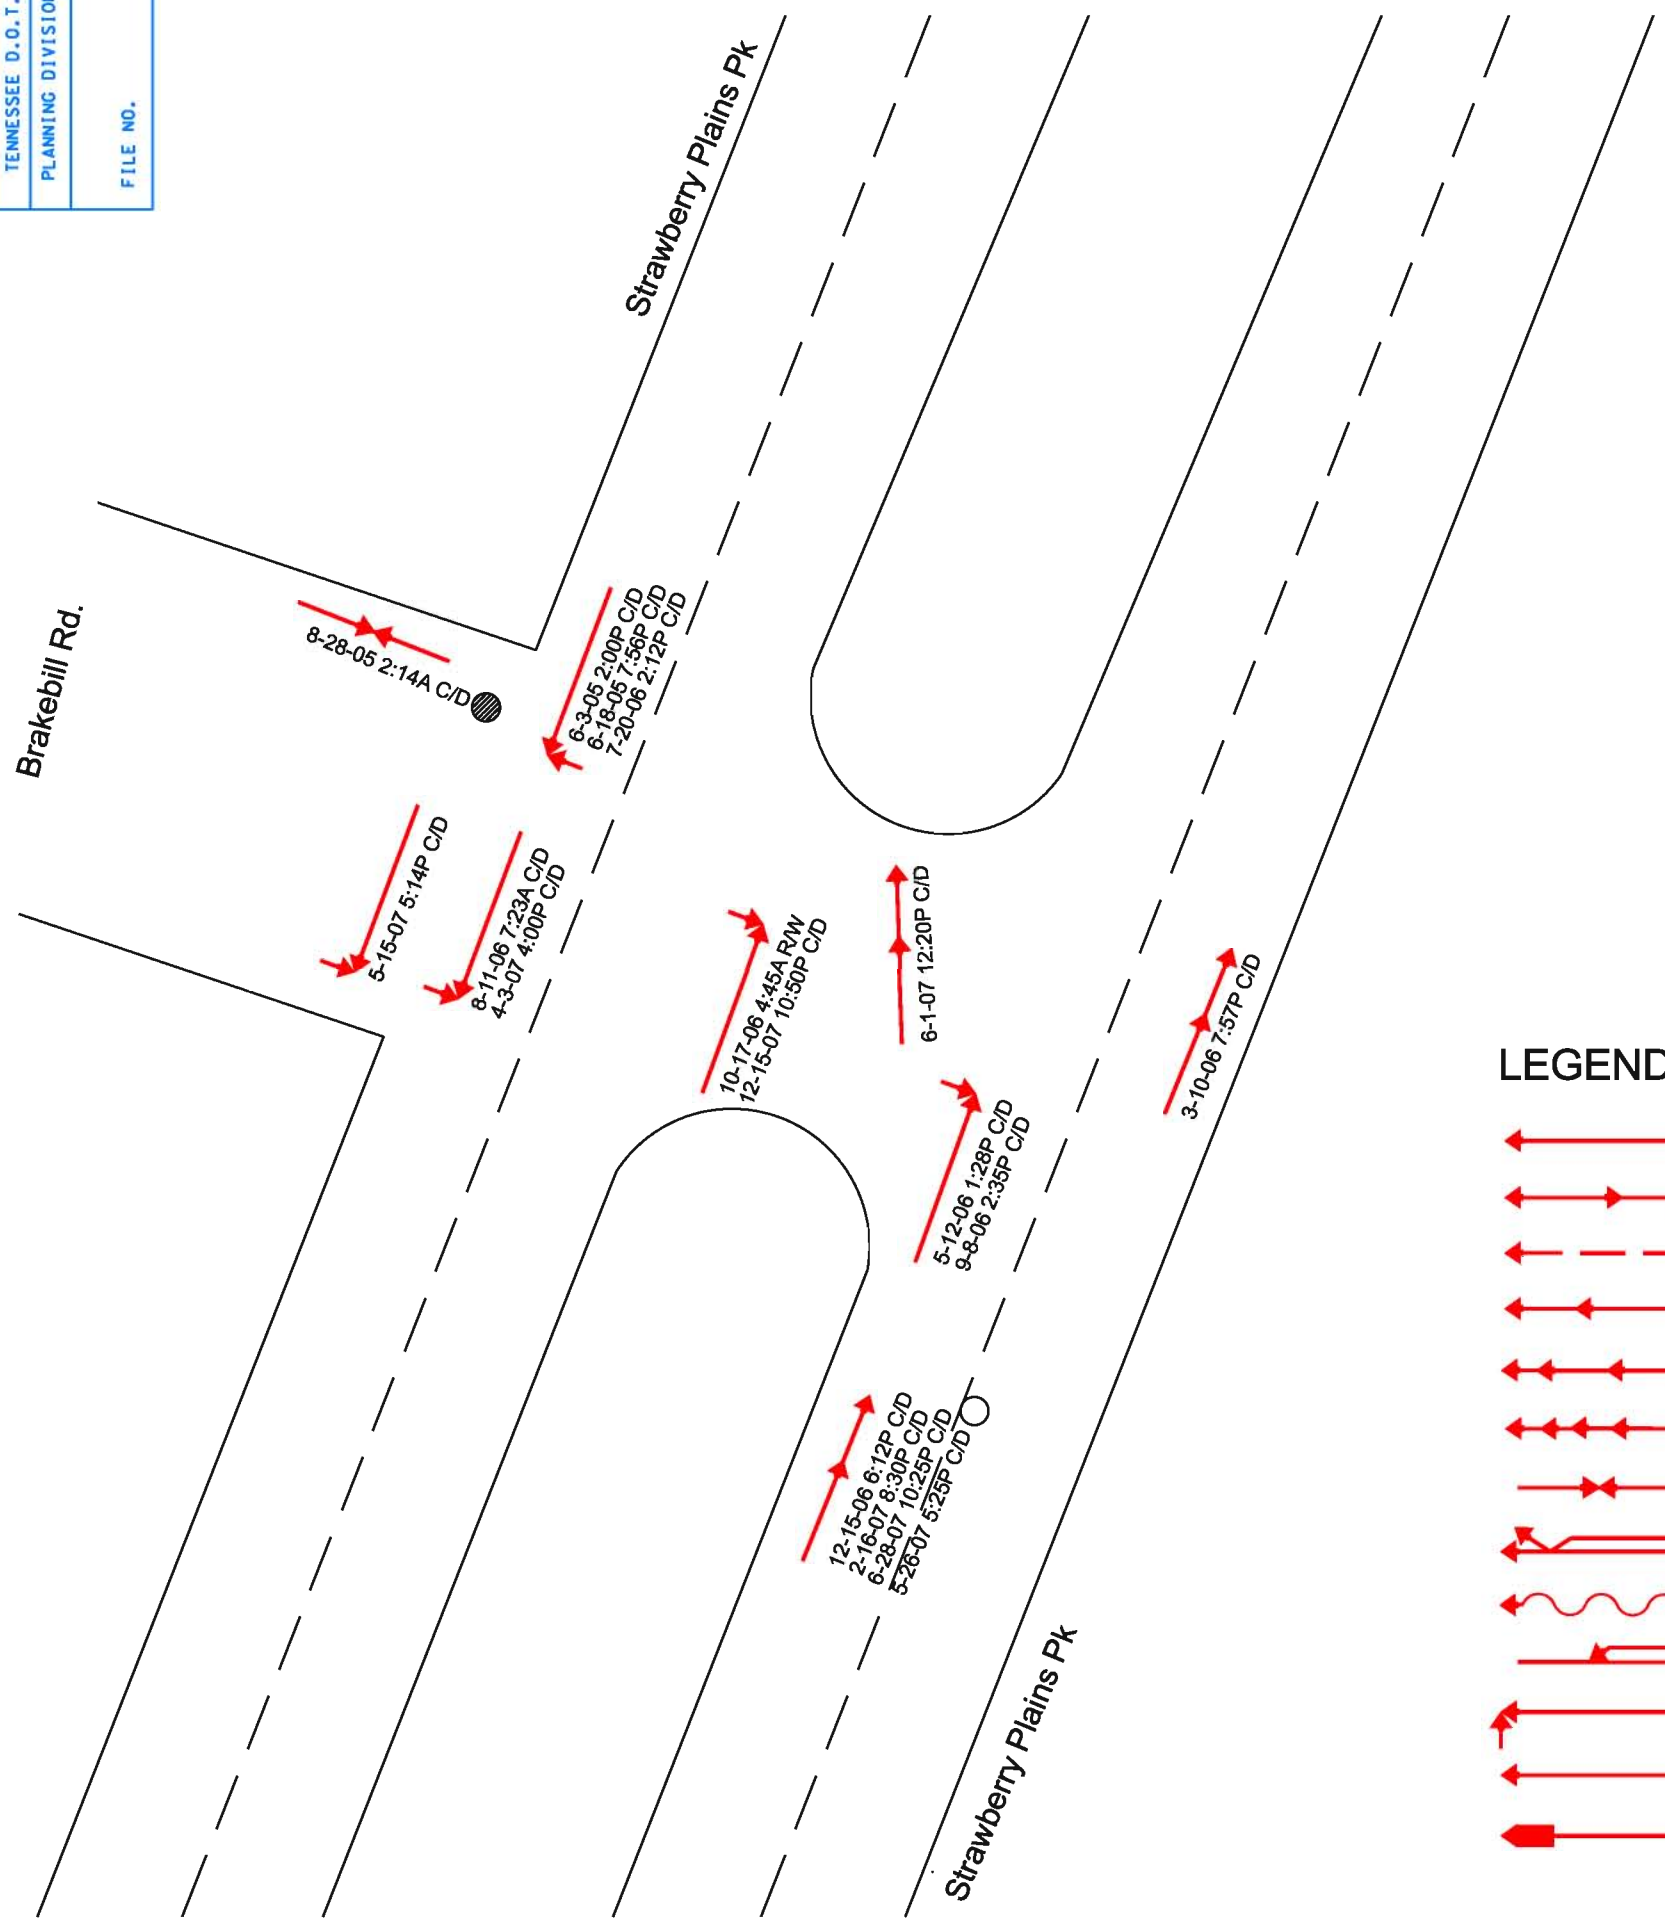 TENNESSEE D.O.T.
PLANNING DIVISION
FILE NO.
Strawberry Plains Pk
Brakebill Rd.
8-28-05 2:14A C/D
6-3-05 2:00P C/D
6-18-05 7:56P C/D
7-20-06 2:12P C/D
5-15-07 5:14P C/D
8-11-06 7:23A C/D
4-3-07 4:00P C/D
10-17-06 4:45A R/W
12-15-07 10:50P C/D
6-1-07 12:20P C/D
3-10-06 7:57P C/D
5-12-06 1:28P C/D
9-8-06 2:35P C/D
12-15-06 6:12P C/D
2-16-07 8:30P C/D
6-28-07 10:25P C/D
5-26-07 5:25P C/D
Strawberry Plains Pk
LEGEND